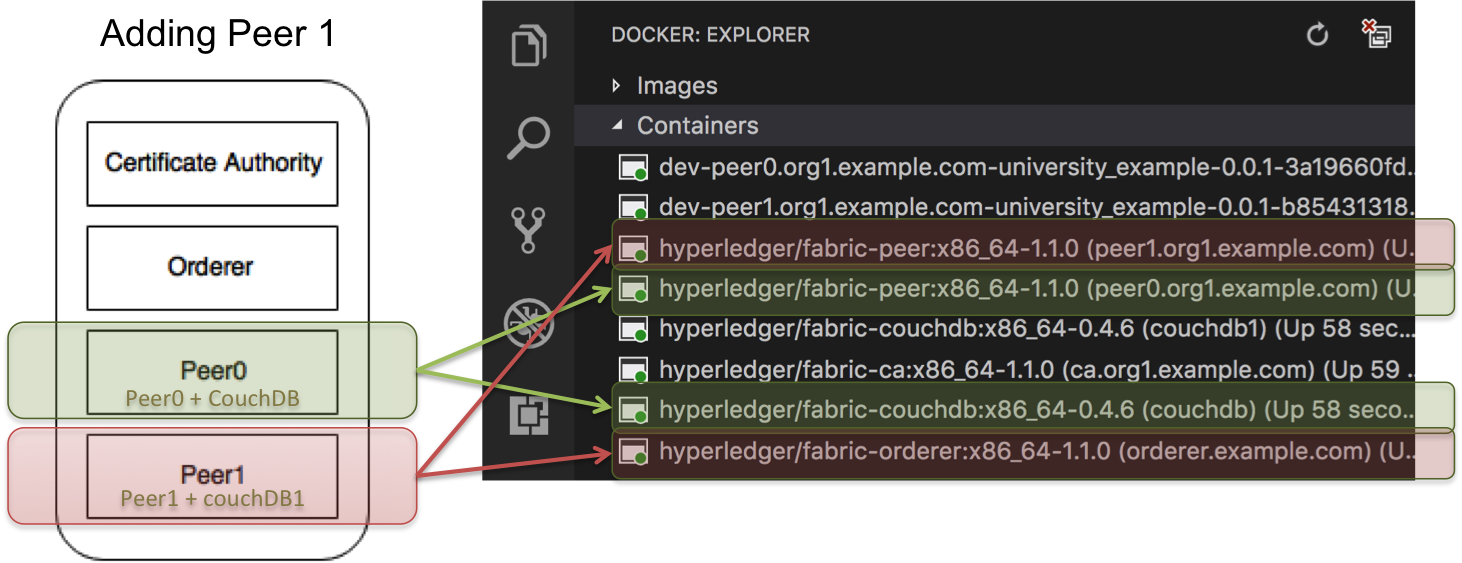 Adding Peer 1
Certificate Authority
Orderer
Peer0
Peer0 + CouchDB
Peer1
Peer1 + couchDB1
DOCKER: EXPLORER
Images
Containers
dev-peer0.org1.example.com-university_example-0.0.1-3a19660fd...
dev-peer1.org1.example.com-university_example-0.0.1-b85431318...
hyperledger/fabric-peer:x86_64-1.1.0 (peer1.org1.example.com) (U...
hyperledger/fabric-peer:x86_64-1.1.0 (peer0.org1.example.com) (U...
hyperledger/fabric-couchdb:x86_64-0.4.6 (couchdb1) (Up 58 sec...
hyperledger/fabric-ca:x86_64-1.1.0 (ca.org1.example.com) (Up 59 ...
hyperledger/fabric-couchdb:x86_64-0.4.6 (couchdb) (Up 58 seco...
hyperledger/fabric-orderer:x86_64-1.1.0 (orderer.example.com) (U...